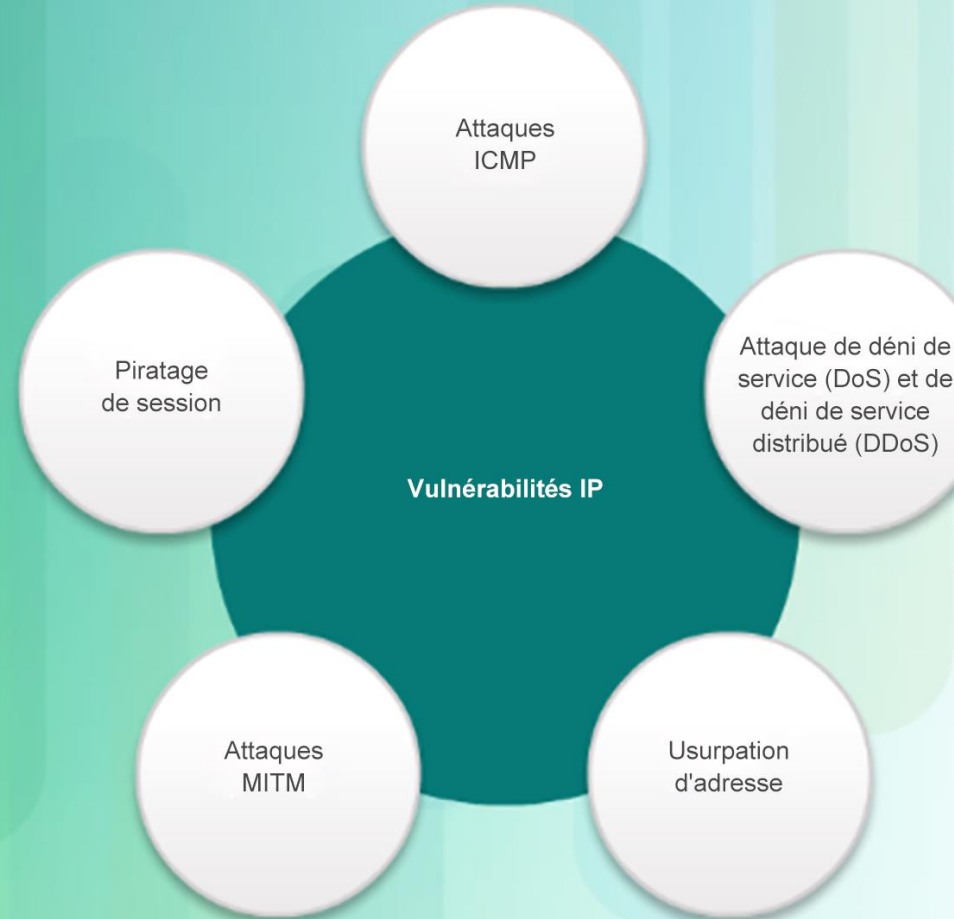 Attaques
ICMP
Piratage
de session
Attaque de déni de
service (DoS) et de
déni de service
distribué (DDoS)
Vulnérabilités IP
Attaques
MITM
Usurpation
d'adresse